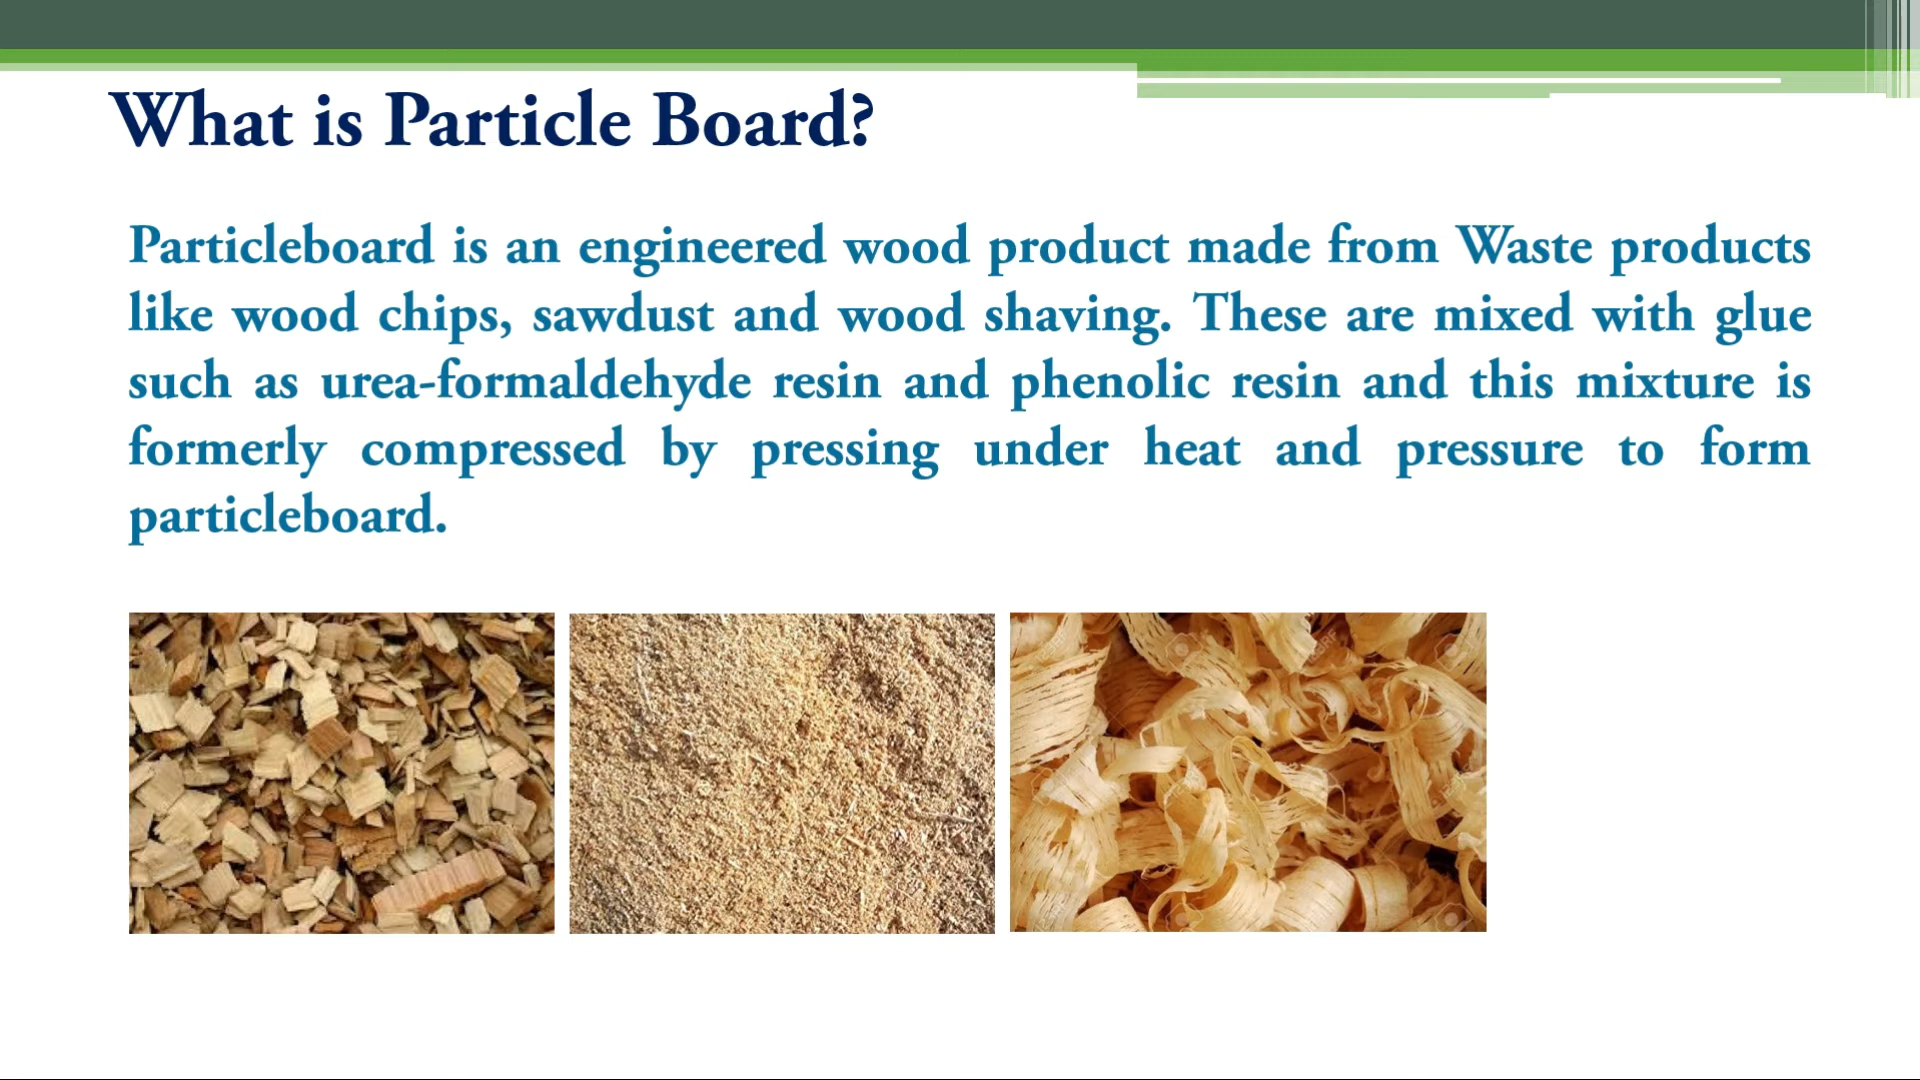 What is Particle Board?
Particleboard is an engineered wood product made from Waste products
like wood chips, sawdust and wood shaving. These are mixed with glue
such as urea-formaldehyde resin and phenolic resin and this mixture is
formerly compressed by pressing under heat and pressure to form
particleboard.